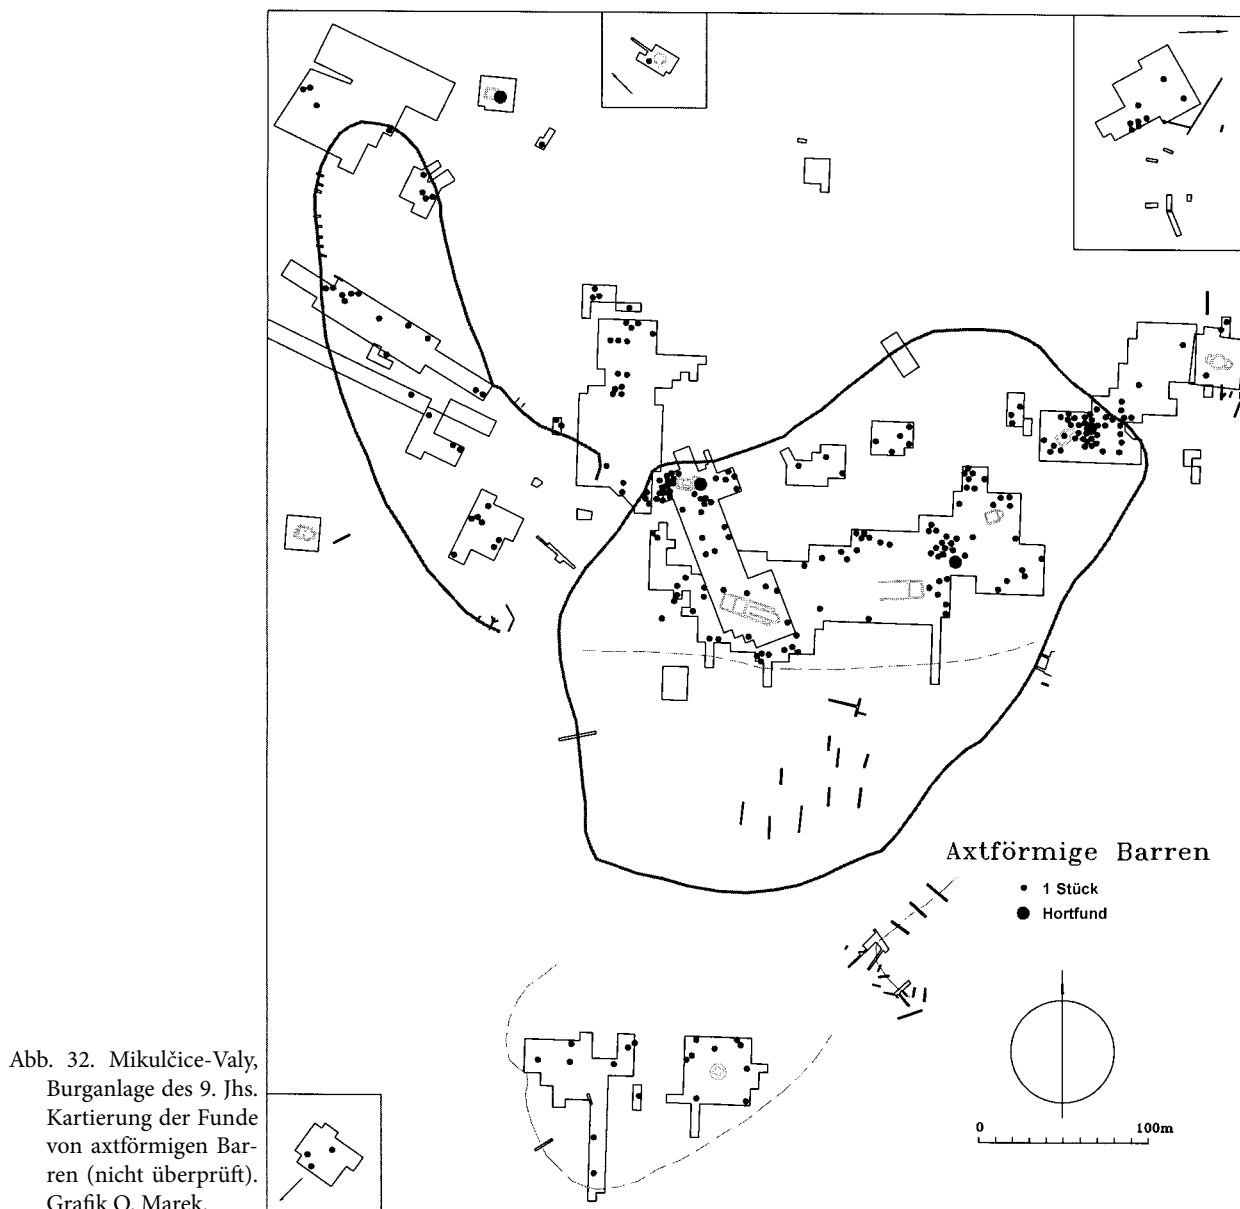 Axtförmige Barren
1 Stück
Hortfund
0 100m
Abb. 32. Mikulčice-Valy,
Burganlage des 9. Jhs.
Kartierung der Funde
von axtförmigen Bar-
ren (nicht überprüft).
Grafik O. Marek.